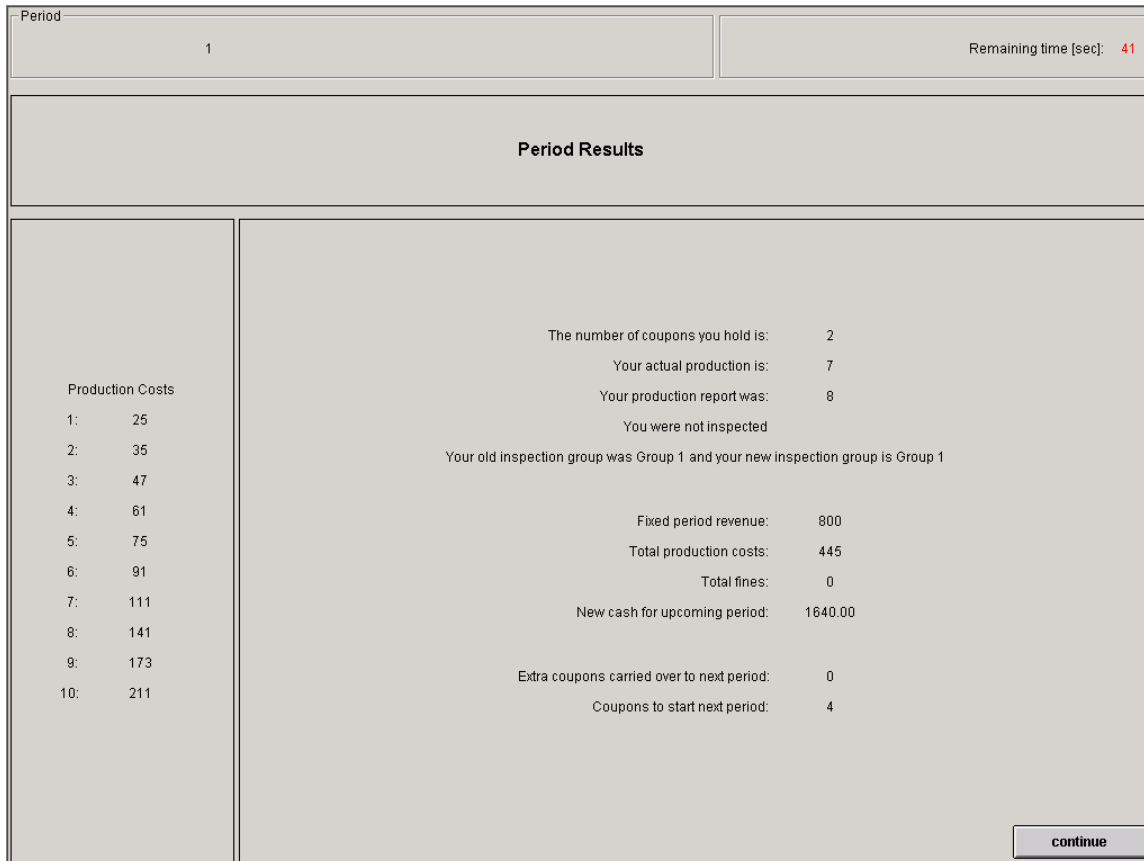 Period
1
Remaining time [sec]: 41
Period Results
Production Costs
1: 25
2: 35
3: 47
4: 61
5: 75
6: 91
7: 111
8: 141
9: 173
10: 211
The number of coupons you hold is: 2
Your actual production is: 7
Your production report was: 8
You were not inspected
Your old inspection group was Group 1 and your new inspection group is Group 1
Fixed period revenue: 800
Total production costs: 445
Total fines: 0
New cash for upcoming period: 1640.00
Extra coupons carried over to next period: 0
Coupons to start next period: 4
continue